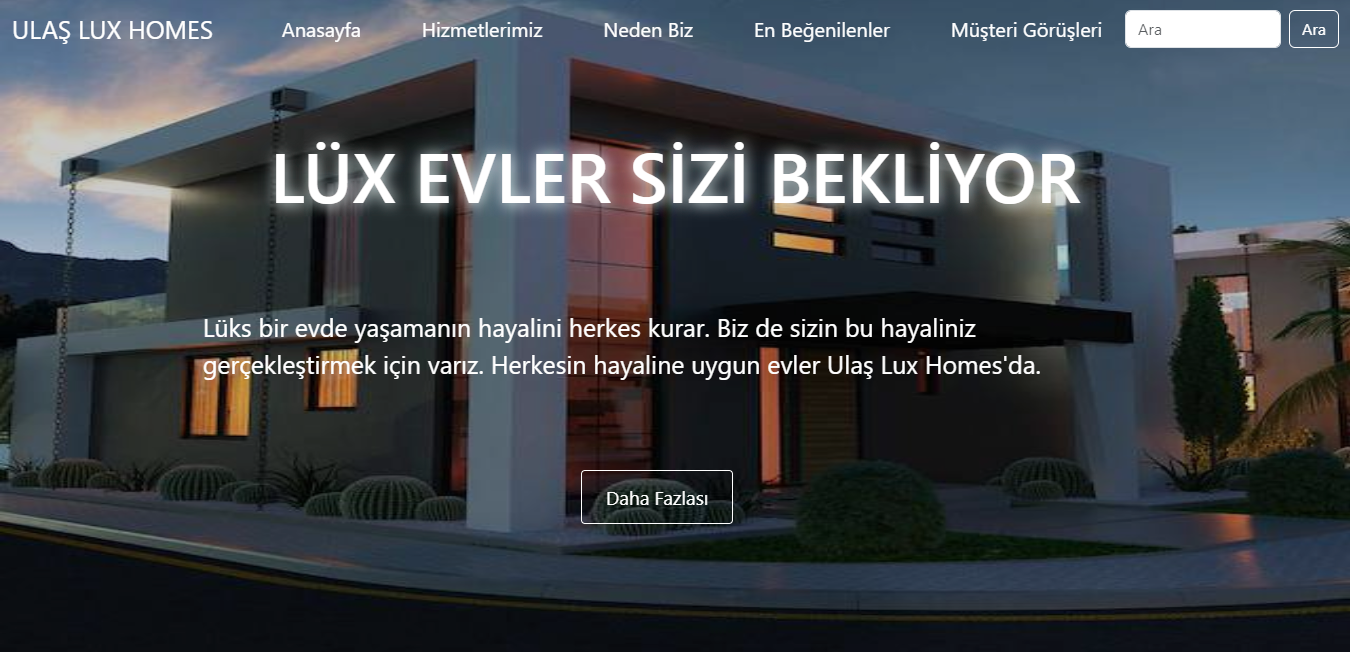 ULAŞ LUX HOMES
Anasayfa
Hizmetlerimiz
Neden Biz
En Beğenilenler
Müşteri Görüşleri
Ara
Ara
LÜX EVLER SİZİ BEKLİYOR
Lüks bir evde yaşamanın hayalini herkes kurar. Biz de sizin bu hayaliniz
gerçekleştirmek için varız. Herkesin hayaline uygun evler Ulaş Lux Homes'da.
Daha Fazlası